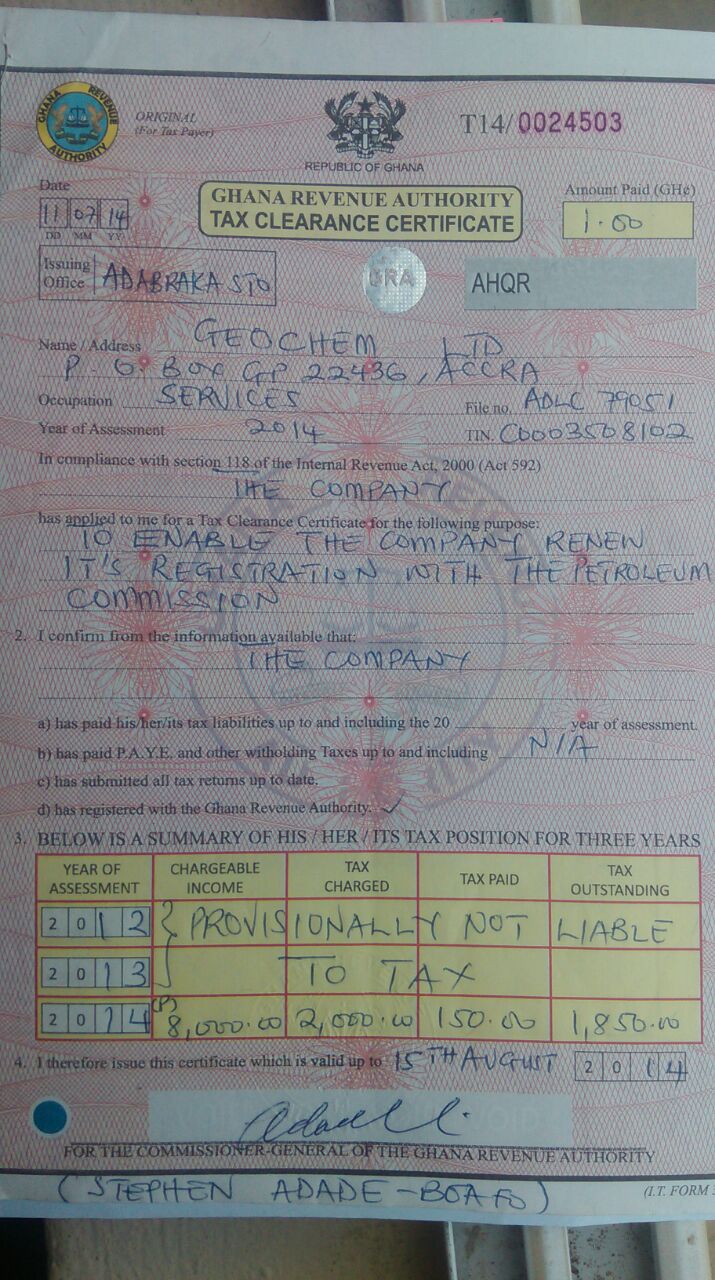 GHANA REVENUE AUTHORITY
ORIGINAL
(For Tax Payer)
REPUBLIC OF GHANA
T14/0024503
Date
11 07 14
DD MM YY
GHANA REVENUE AUTHORITY
TAX CLEARANCE CERTIFICATE
Amount Paid (GH¢)
1.00
Issuing Office ADABRAKA STO
GRA
AHQR
Name / Address GEOCHEM LTD
P. O. Box GP 22436, ACCRA
Occupation SERVICES File no. ADLC 79051
Year of Assessment 2014 TIN. C0003508102
In compliance with section 118 of the Internal Revenue Act, 2000 (Act 592)
THE COMPANY
has applied to me for a Tax Clearance Certificate for the following purpose:
TO ENABLE THE COMPANY RENEW
IT'S REGISTRATION WITH THE PETROLEUM
COMMISSION
2. I confirm from the information available that:
THE COMPANY
a) has paid his/her/its tax liabilities up to and including the 20 year of assessment.
b) has paid P.A.Y.E. and other witholding Taxes up to and including N/A
c) has submitted all tax returns up to date.
d) has registered with the Ghana Revenue Authority. ✓
3. BELOW IS A SUMMARY OF HIS / HER / ITS TAX POSITION FOR THREE YEARS
YEAR OF ASSESSMENT CHARGEABLE INCOME TAX CHARGED TAX PAID TAX OUTSTANDING
2012 PROVISIONALLY NOT LIABLE
2013 TO TAX
2014 (P) 8,000.00 2,000.00 150.00 1,850.00
4. I therefore issue this certificate which is valid up to 15TH AUGUST 2014
FOR THE COMMISSIONER-GENERAL OF THE GHANA REVENUE AUTHORITY
(STEPHEN ADADE-BOAFO)
(I.T. FORM